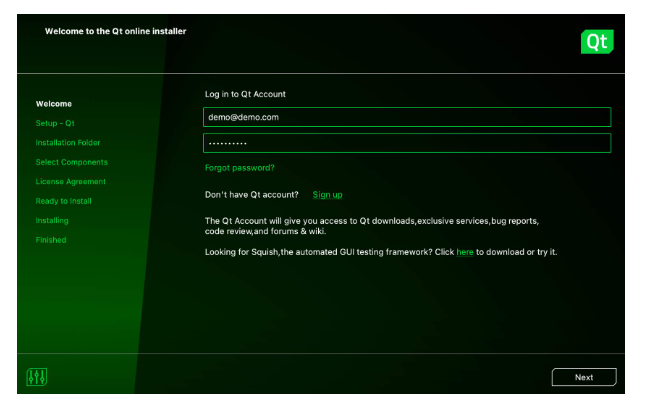 Welcome to the Qt online installer
Qt
Welcome
Setup - Qt
Installation Folder
Select Components
License Agreement
Ready to Install
Installing
Finished
Log in to Qt Account
demo@demo.com
••••••••••
Forgot password?
Don't have Qt account? Sign up
The Qt Account will give you access to Qt downloads,exclusive services,bug reports,
code review,and forums & wiki.
Looking for Squish,the automated GUI testing framework? Click here to download or try it.
Next